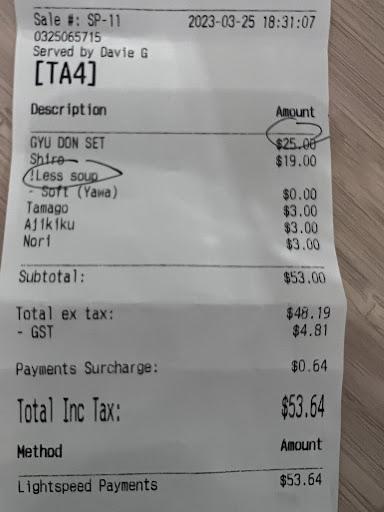 Sale #: SP-11 2023-03-25 18:31:07
0325065715
Served by Davie G
[TA4]
Description Amount
GYU DON SET $25.00
Shiro $19.00
!Less soup
- Soft (Yawa) $0.00
Tamago $3.00
Ajikiku $3.00
Nori $3.00
Subtotal: $53.00
Total ex tax: $48.19
- GST $4.81
Payments Surcharge: $0.64
Total Inc Tax: $53.64
Method Amount
Lightspeed Payments $53.64